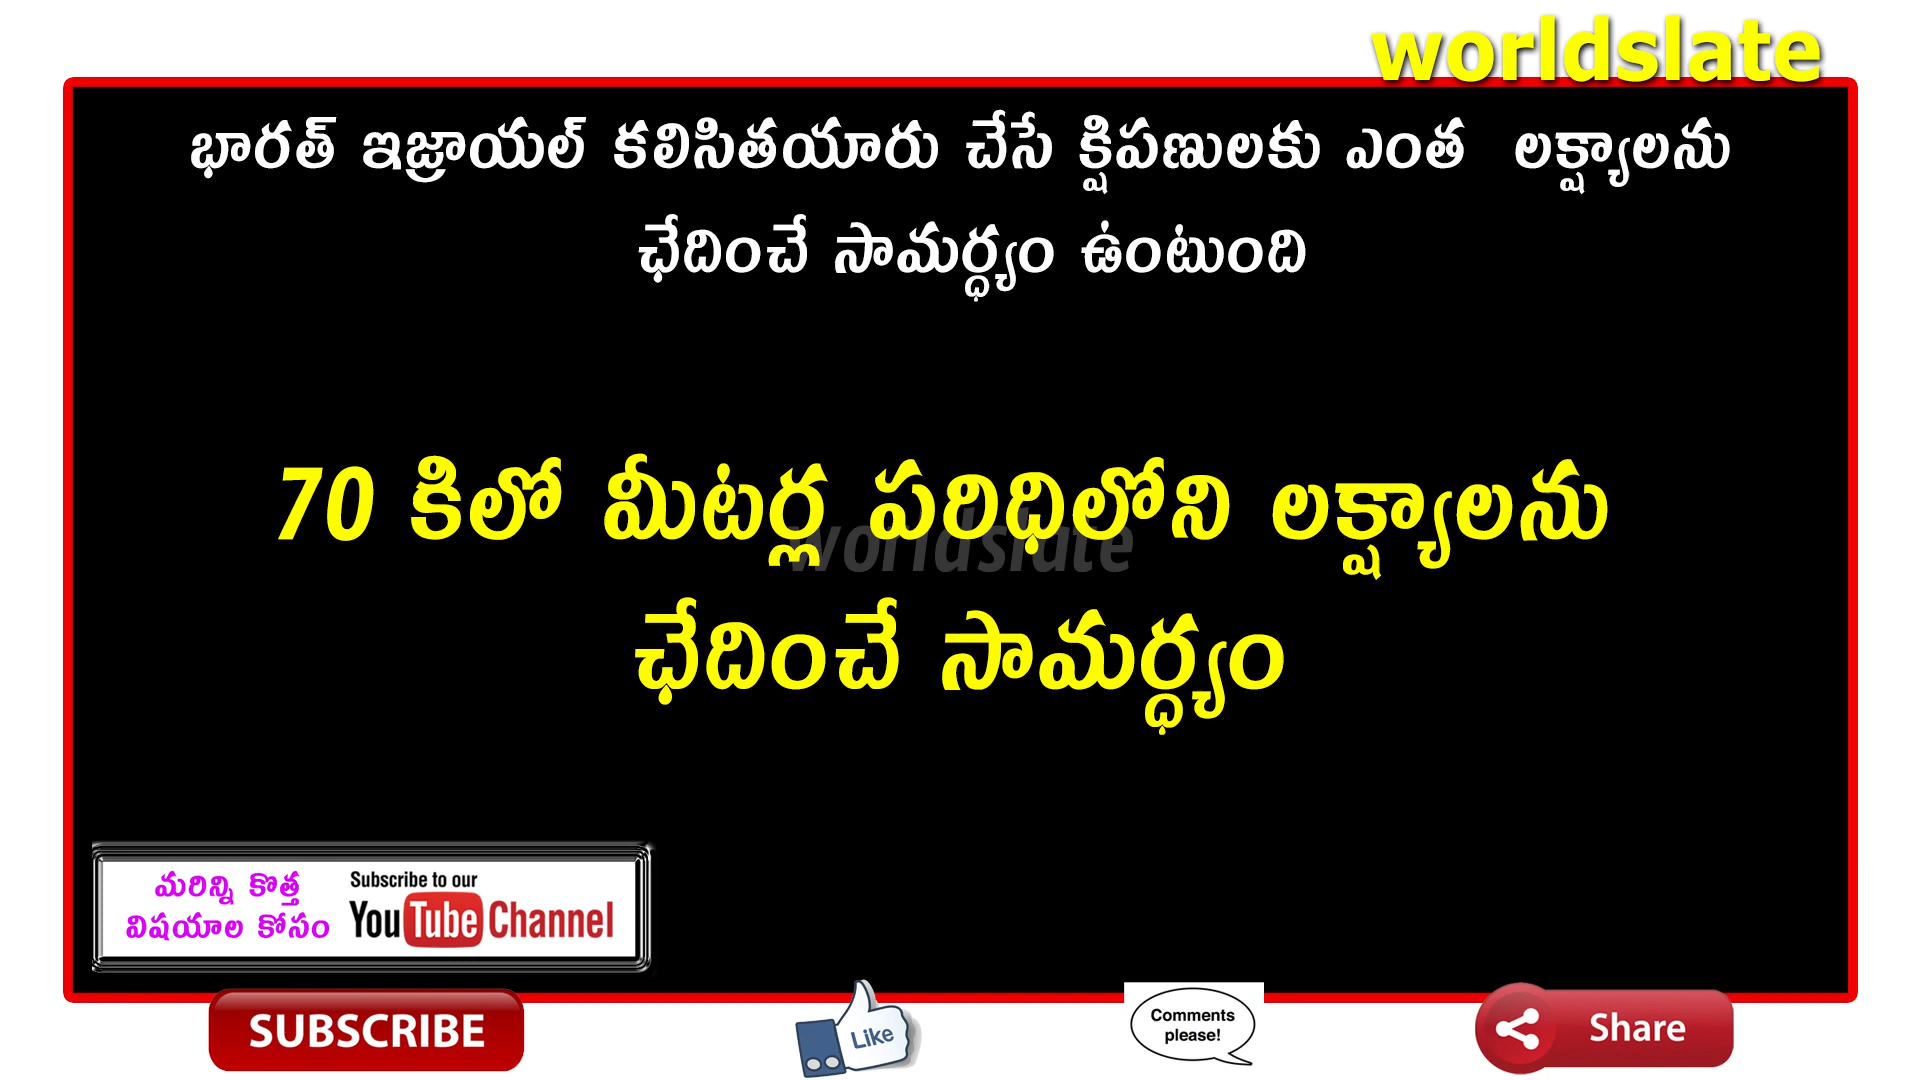 worldslate
భారత్ ఇజ్రాయల్ కలిసితయారు చేసే క్షిపణులకు ఎంత లక్ష్యాలను
ఛేదించే సామర్ధ్యం ఉంటుంది
70 కిలో మీటర్ల పరిధిలోని లక్ష్యాలను
worldslate
ఛేదించే సామర్ధ్యం
మరిన్ని కొత్త
విషయాల కోసం
Subscribe to our
YouTube Channel
SUBSCRIBE
Like
Comments
please!
Share